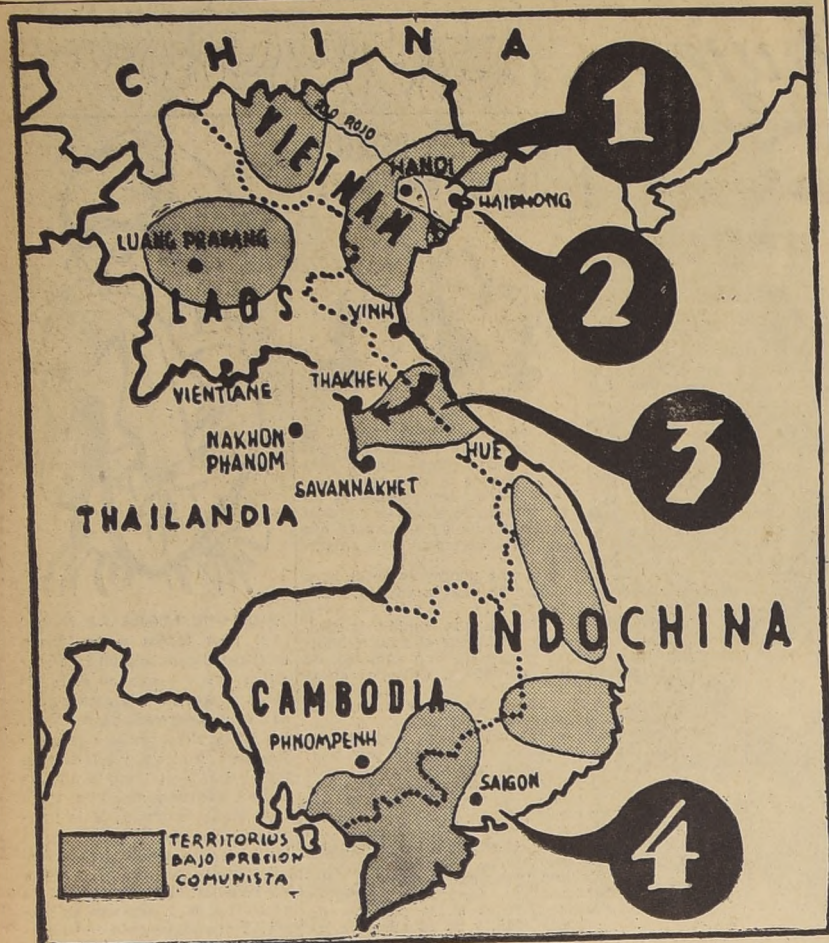 CHINA
1
RIO ROJO
VIETNAM
HANOI
HAIPHONG
LUANG PRABANG
2
LAOS
VINH
THAKHEK
VIENTIANE
3
NAKHON
PHANOM
HUE
SAVANNAKHET
THAILANDIA
INDOCHINA
CAMBODIA
PHNOMPENH
SAIGON
4
TERRITORIOS
BAJO PRESION
COMUNISTA